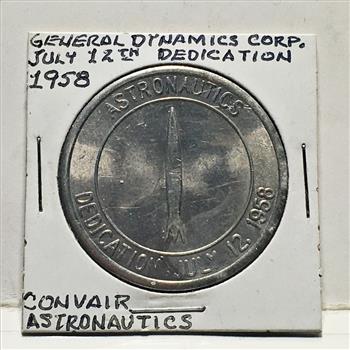 GENERAL DYNAMICS CORP.
JULY 12TH DEDICATION
1958
ASTRONAUTICS
DEDICATION JULY 12, 1958
CONVAIR
ASTRONAUTICS